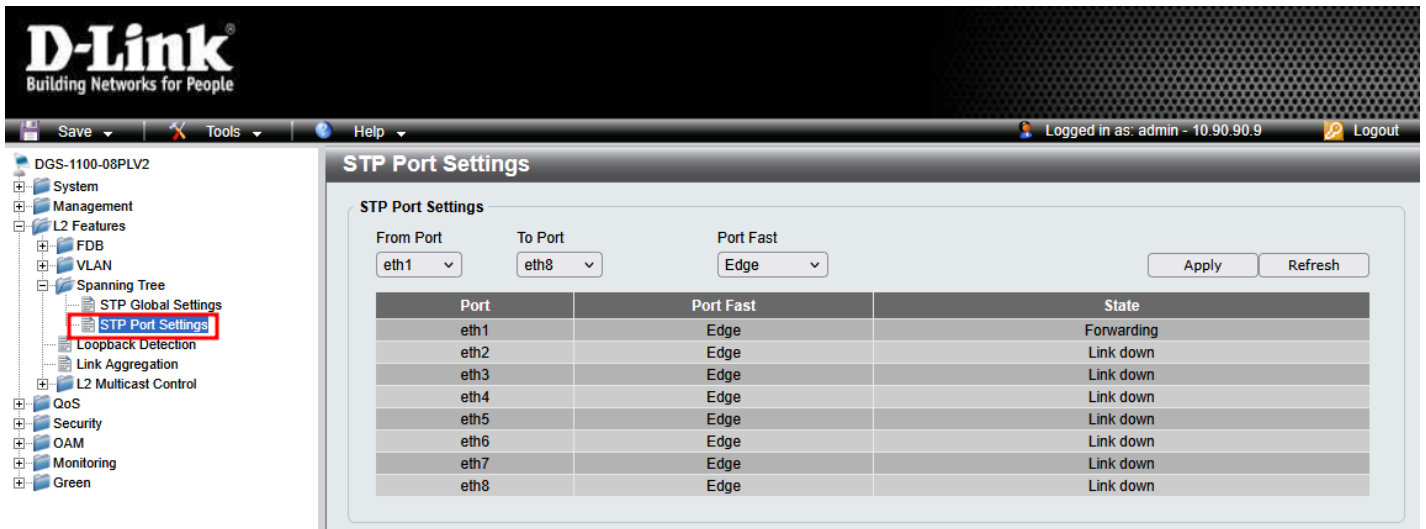 D-Link®
Building Networks for People
Save Tools Help Logged in as: admin - 10.90.90.9 Logout
DGS-1100-08PLV2
System
Management
L2 Features
FDB
VLAN
Spanning Tree
STP Global Settings
STP Port Settings
Loopback Detection
Link Aggregation
L2 Multicast Control
QoS
Security
OAM
Monitoring
Green
STP Port Settings
STP Port Settings
From Port To Port Port Fast
eth1 eth8 Edge Apply Refresh
Port Port Fast State
eth1 Edge Forwarding
eth2 Edge Link down
eth3 Edge Link down
eth4 Edge Link down
eth5 Edge Link down
eth6 Edge Link down
eth7 Edge Link down
eth8 Edge Link down